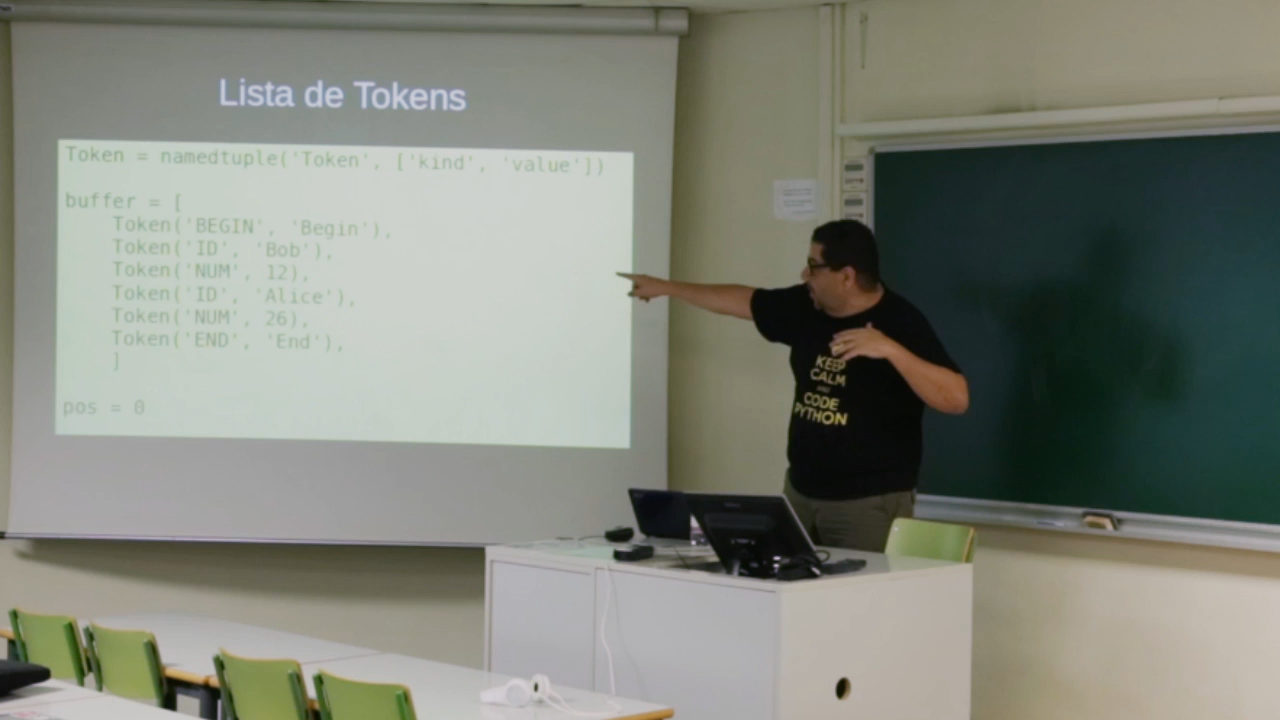 Lista de Tokens
Token = namedtuple('Token', ['kind', 'value'])
buffer = [
Token('BEGIN', 'Begin'),
Token('ID', 'Bob'),
Token('NUM', 12),
Token('ID', 'Alice'),
Token('NUM', 26),
Token('END', 'End'),
]
pos = 0
KEEP
CALM
AND
CODE
PYTHON